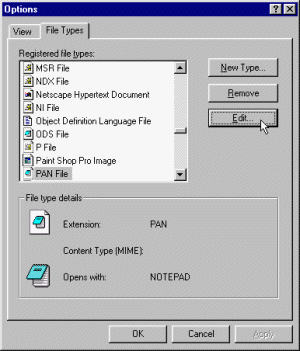 Options
View
File Types
Registered file types:
MSR File
NDX File
Netscape Hypertext Document
NI File
Object Definition Language File
ODS File
P File
Paint Shop Pro Image
PAN File
New Type...
Remove
Edit...
File type details
Extension: PAN
Content Type (MIME):
Opens with: NOTEPAD
OK
Cancel
Apply